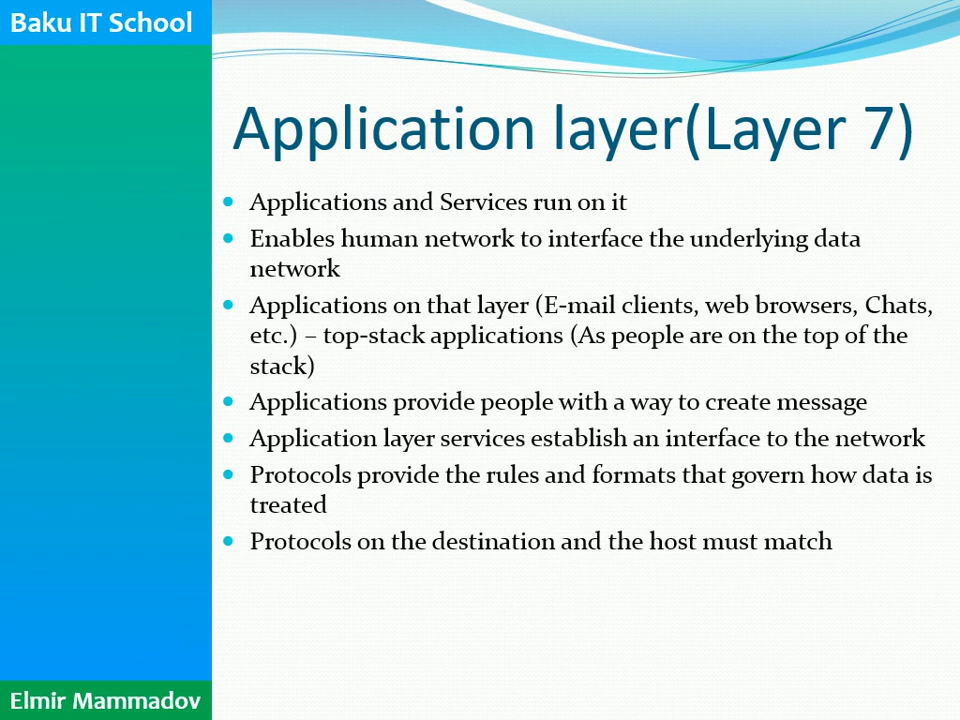 Baku IT School
Application layer(Layer 7)
• Applications and Services run on it
• Enables human network to interface the underlying data
network
• Applications on that layer (E-mail clients, web browsers, Chats,
etc.) – top-stack applications (As people are on the top of the
stack)
• Applications provide people with a way to create message
• Application layer services establish an interface to the network
• Protocols provide the rules and formats that govern how data is
treated
• Protocols on the destination and the host must match
Elmir Mammadov